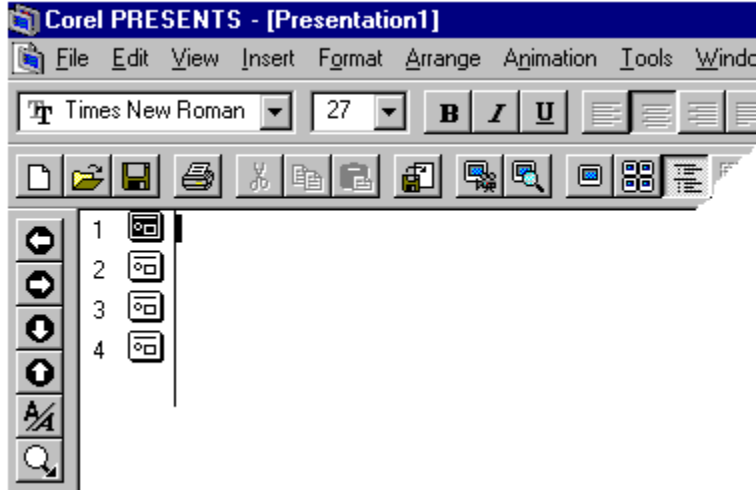 Corel PRESENTS - [Presentation1]
File Edit View Insert Format Arrange Animation Tools Windo
Times New Roman 27 B I U
1
2
3
4
A/A